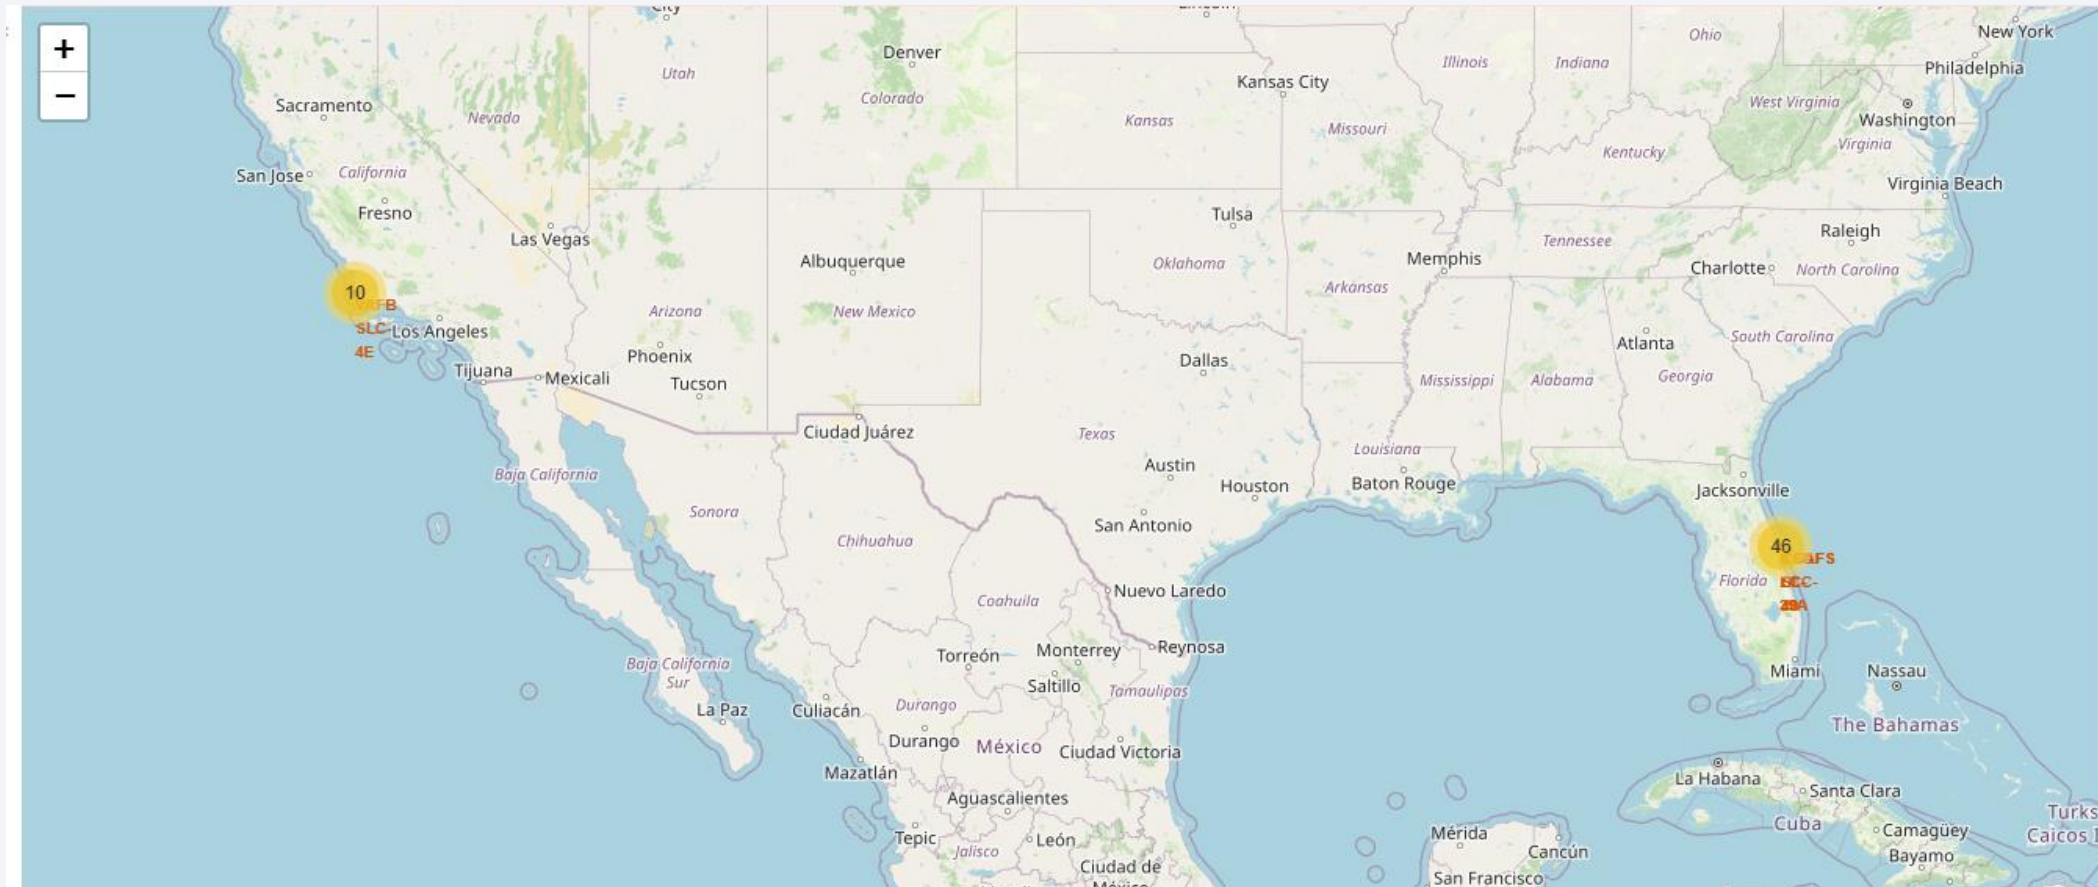 +
−
City
New York
Ohio
Denver
Philadelphia
Illinois
Indiana
Utah
Kansas City
Colorado
West Virginia
Sacramento
Nevada
Kansas
Missouri
Washington
Virginia
Kentucky
San Jose
California
Virginia Beach
Fresno
Tulsa
Las Vegas
Raleigh
Tennessee
Albuquerque
Memphis
Oklahoma
Charlotte
North Carolina
Arkansas
10
VAFB
SLC-
4E
Los Angeles
Arizona
New Mexico
South Carolina
Atlanta
Phoenix
Dallas
Tijuana
Mexicali
Tucson
Mississippi
Alabama
Georgia
Ciudad Juárez
Texas
Louisiana
Austin
Baja California
Houston
Baton Rouge
Jacksonville
Sonora
San Antonio
Chihuahua
46
Florida
Nuevo Laredo
Coahuila
Reynosa
Monterrey
Torreón
Baja California
Sur
Miami
Nassau
Saltillo
Tamaulipas
Durango
La Paz
Culiacán
The Bahamas
Durango
México
Ciudad Victoria
Mazatlán
La Habana
Santa Clara
Aguascalientes
Turks
Caicos I
Cuba
Camagüey
Mérida
Tepic
León
Jalisco
Cancún
Bayamo
Ciudad de
México
San Francisco